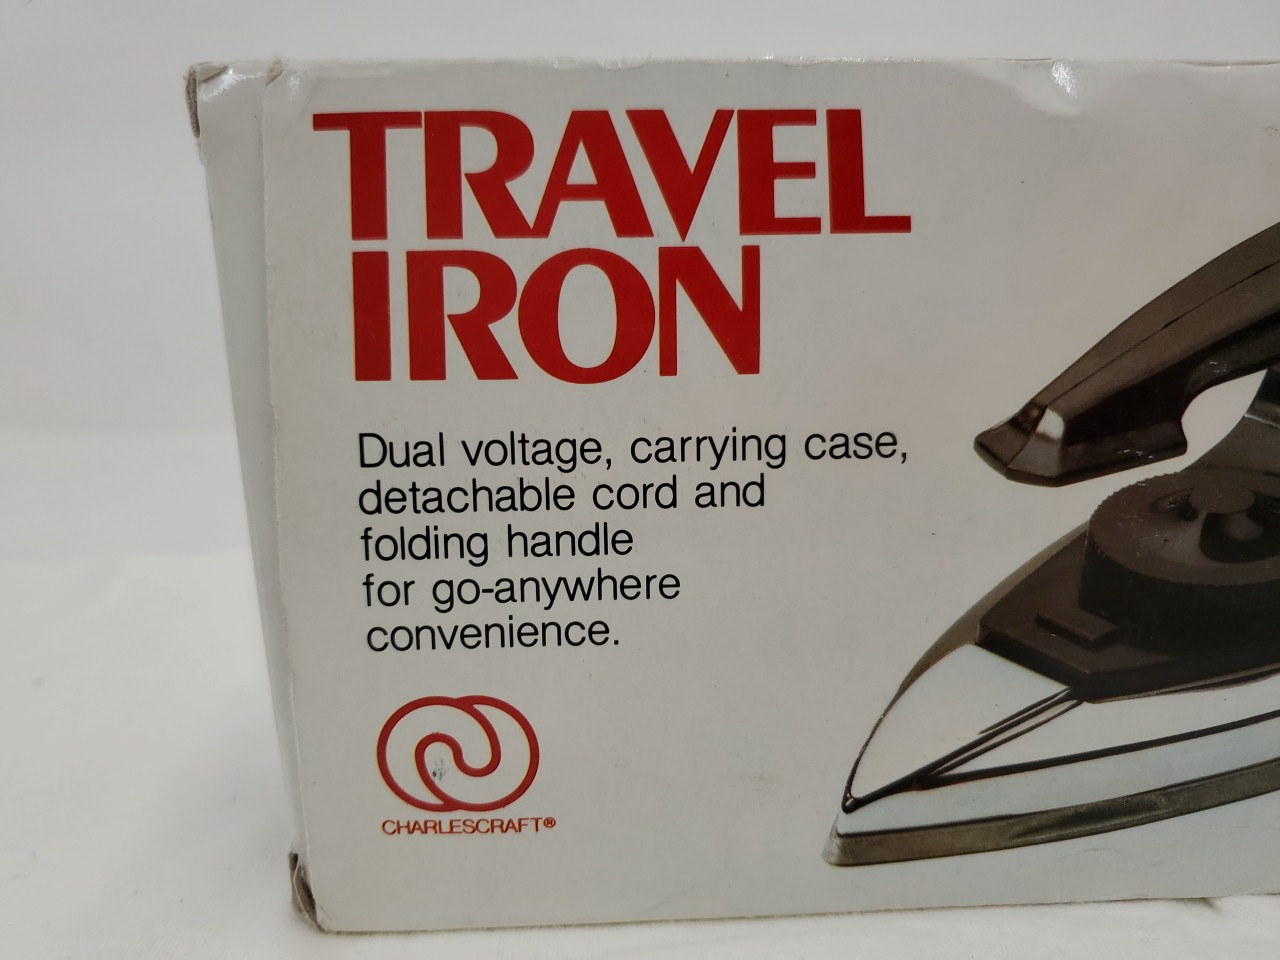 TRAVEL
IRON
Dual voltage, carrying case,
detachable cord and
folding handle
for go-anywhere
convenience.
CHARLESCRAFT®